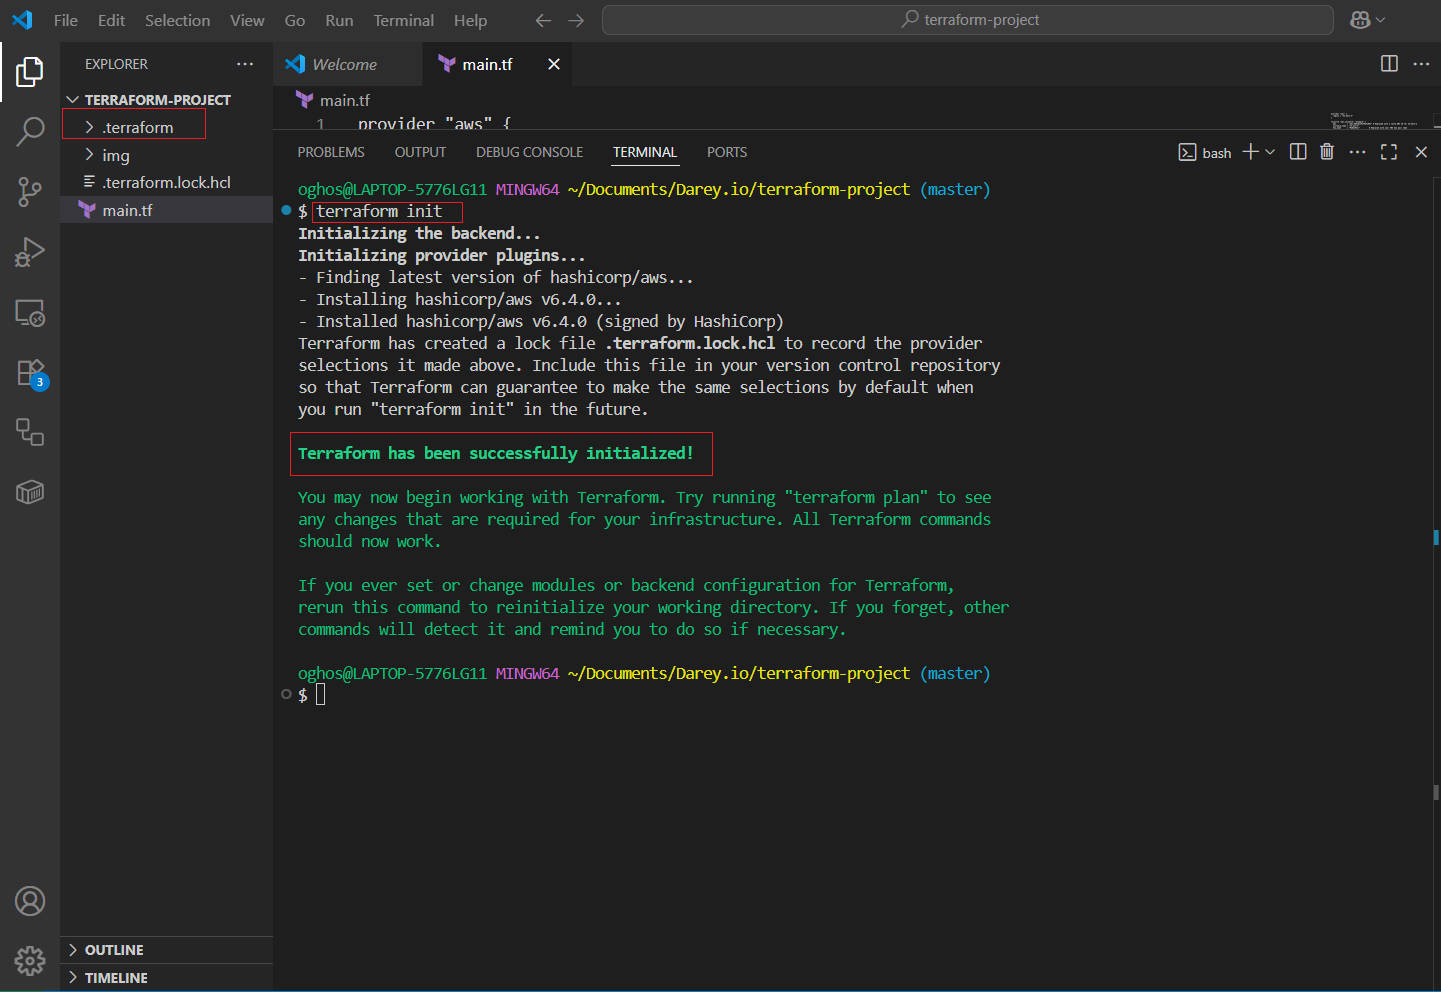 File Edit Selection View Go Run Terminal Help
terraform-project
EXPLORER
Welcome
main.tf
TERRAFORM-PROJECT
.terraform
img
.terraform.lock.hcl
main.tf
main.tf
1 provider "aws" {
PROBLEMS OUTPUT DEBUG CONSOLE TERMINAL PORTS
bash
oghos@LAPTOP-5776LG11 MINGW64 ~/Documents/Darey.io/terraform-project (master)
$ terraform init
Initializing the backend...
Initializing provider plugins...
- Finding latest version of hashicorp/aws...
- Installing hashicorp/aws v6.4.0...
- Installed hashicorp/aws v6.4.0 (signed by HashiCorp)
Terraform has created a lock file .terraform.lock.hcl to record the provider
selections it made above. Include this file in your version control repository
so that Terraform can guarantee to make the same selections by default when
you run "terraform init" in the future.
Terraform has been successfully initialized!
You may now begin working with Terraform. Try running "terraform plan" to see
any changes that are required for your infrastructure. All Terraform commands
should now work.
If you ever set or change modules or backend configuration for Terraform,
rerun this command to reinitialize your working directory. If you forget, other
commands will detect it and remind you to do so if necessary.
oghos@LAPTOP-5776LG11 MINGW64 ~/Documents/Darey.io/terraform-project (master)
$
3
OUTLINE
TIMELINE